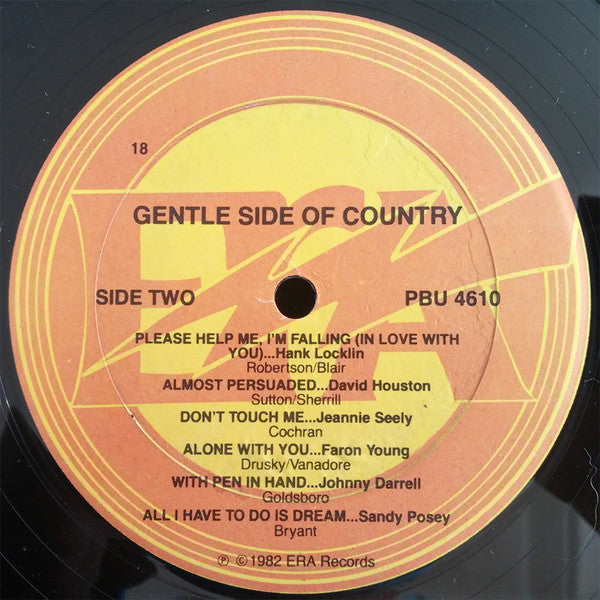 18
GENTLE SIDE OF COUNTRY
SIDE TWO PBU 4610
PLEASE HELP ME, I'M FALLING (IN LOVE WITH
YOU)...Hank Locklin
Robertson/Blair
ALMOST PERSUADED...David Houston
Sutton/Sherrill
DON'T TOUCH ME...Jeannie Seely
Cochran
ALONE WITH YOU...Faron Young
Drusky/Vanadore
WITH PEN IN HAND...Johnny Darrell
Goldsboro
ALL I HAVE TO DO IS DREAM...Sandy Posey
Bryant
℗ ©1982 ERA Records
ERA